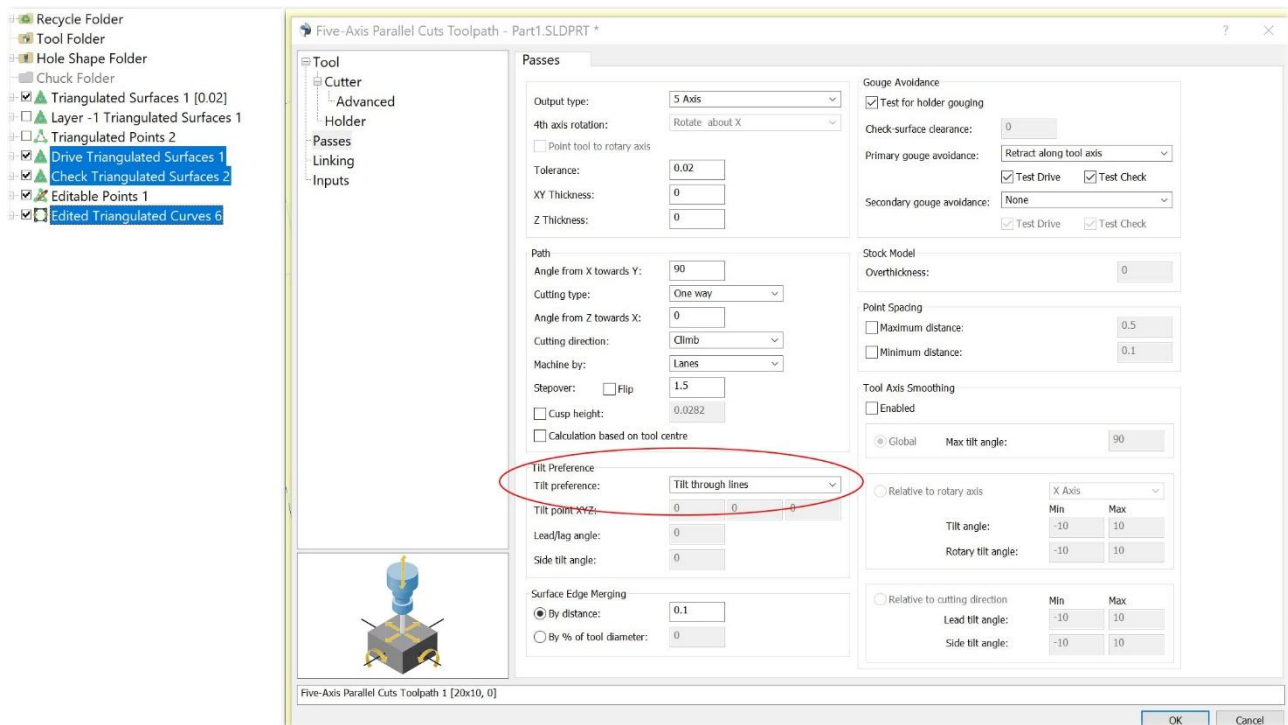 Recycle Folder
Tool Folder
Hole Shape Folder
Chuck Folder
Triangulated Surfaces 1 [0.02]
Layer -1 Triangulated Surfaces 1
Triangulated Points 2
Drive Triangulated Surfaces 1
Check Triangulated Surfaces 2
Editable Points 1
Edited Triangulated Curves 6
Five-Axis Parallel Cuts Toolpath - Part1.SLDPRT *
?
Tool
Cutter
Advanced
Holder
Passes
Linking
Inputs
Passes
Output type: 5 Axis
4th axis rotation: Rotate about X
Point tool to rotary axis
Tolerance: 0.02
XY Thickness: 0
Z Thickness: 0
Path
Angle from X towards Y: 90
Cutting type: One way
Angle from Z towards X: 0
Cutting direction: Climb
Machine by: Lanes
Stepover: Flip 1.5
Cusp height: 0.0282
Calculation based on tool centre
Tilt Preference
Tilt preference: Tilt through lines
Tilt point XYZ: 0 0 0
Lead/lag angle: 0
Side tilt angle: 0
Surface Edge Merging
By distance: 0.1
By % of tool diameter: 0
Gouge Avoidance
Test for holder gouging
Check-surface clearance: 0
Primary gouge avoidance: Retract along tool axis
Test Drive Test Check
Secondary gouge avoidance: None
Test Drive Test Check
Stock Model
Overthickness: 0
Point Spacing
Maximum distance: 0.5
Minimum distance: 0.1
Tool Axis Smoothing
Enabled
Global Max tilt angle: 90
Relative to rotary axis X Axis
Min Max
Tilt angle: -10 10
Rotary tilt angle: -10 10
Relative to cutting direction Min Max
Lead tilt angle: -10 10
Side tilt angle: -10 10
Five-Axis Parallel Cuts Toolpath 1 [20x10, 0]
OK Cancel